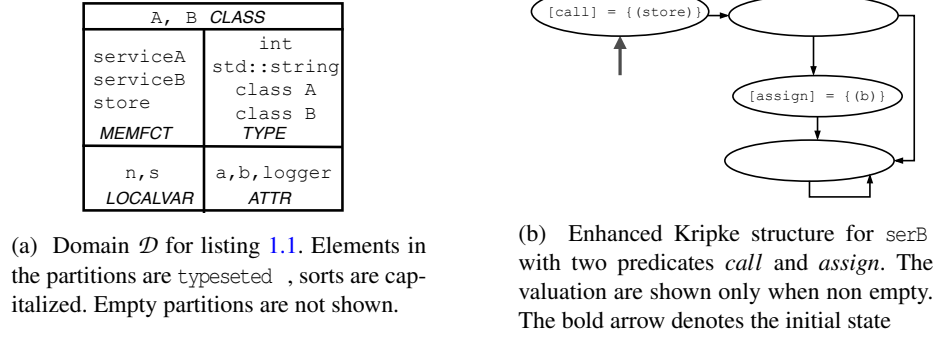 A, B CLASS
serviceA
serviceB
store
MEMFCT
int
std::string
class A
class B
TYPE
n,s
LOCALVAR
a,b,logger
ATTR
(a) Domain D for listing 1.1. Elements in
the partitions are typeseted , sorts are cap-
italized. Empty partitions are not shown.
[call] = {(store)}
[assign] = {(b)}
(b) Enhanced Kripke structure for serB
with two predicates call and assign. The
valuation are shown only when non empty.
The bold arrow denotes the initial state